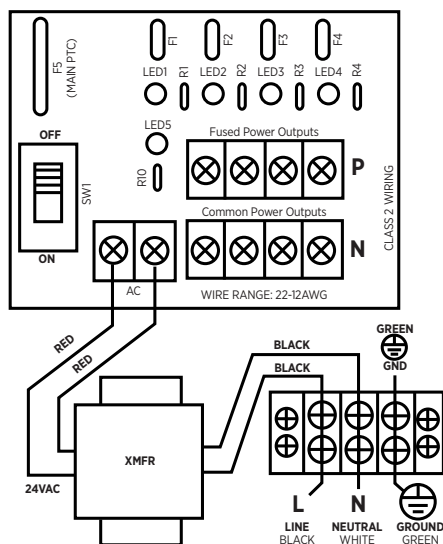 F5
(MAIN PTC)
F1
F2
F3
F4
LED1
R1
LED2
R2
LED3
R3
LED4
R4
LED5
R10
OFF
SW1
ON
Fused Power Outputs
P
Common Power Outputs
N
CLASS 2 WIRING
AC
WIRE RANGE: 22-12AWG
RED
RED
BLACK
BLACK
GREEN
GND
XMFR
24VAC
L
N
LINE
BLACK
NEUTRAL
WHITE
GROUND
GREEN